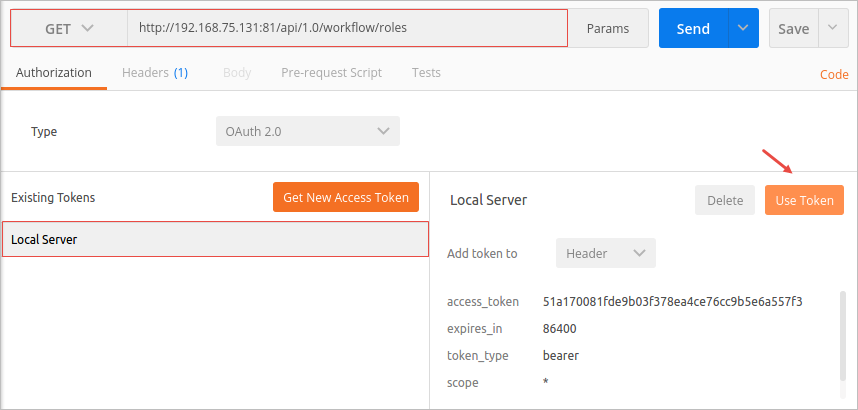 GET http://192.168.75.131:81/api/1.0/workflow/roles Params Send Save
Authorization Headers (1) Body Pre-request Script Tests Code
Type OAuth 2.0
Existing Tokens Get New Access Token
Local Server
Local Server Delete Use Token
Add token to Header
access_token 51a170081fde9b03f378ea4ce76cc9b5e6a557f3
expires_in 86400
token_type bearer
scope *